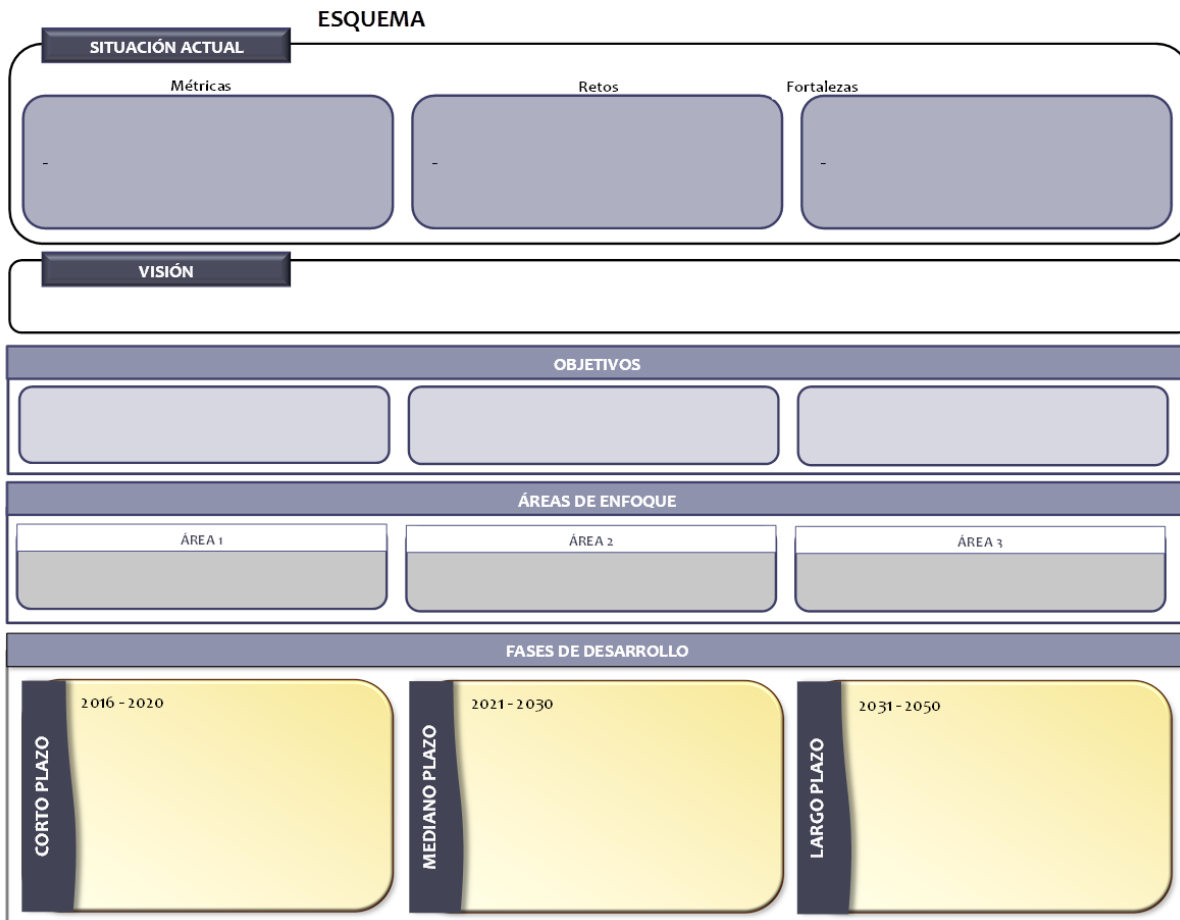 ESQUEMA
SITUACIÓN ACTUAL
Métricas
Retos
Fortalezas
-
-
-
VISIÓN
OBJETIVOS
ÁREAS DE ENFOQUE
ÁREA 1
ÁREA 2
ÁREA 3
FASES DE DESARROLLO
CORTO PLAZO
2016 - 2020
MEDIANO PLAZO
2021 - 2030
LARGO PLAZO
2031 - 2050